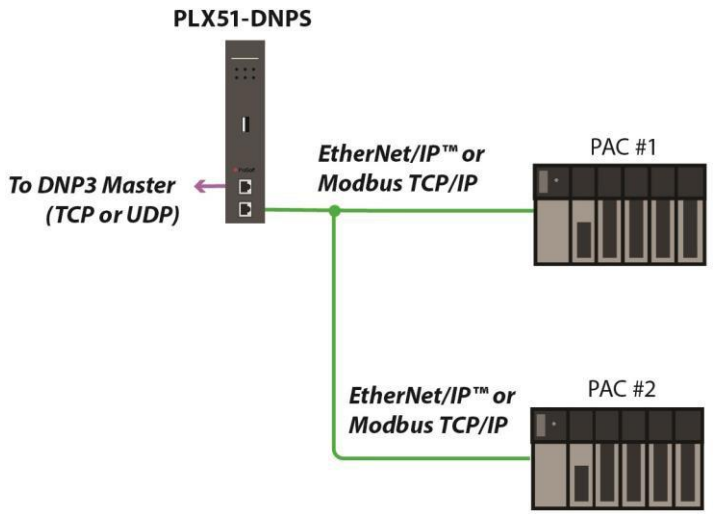 PLX51-DNPS
EtherNet/IP™ or
Modbus TCP/IP
PAC #1
To DNP3 Master
(TCP or UDP)
EtherNet/IP™ or
Modbus TCP/IP
PAC #2